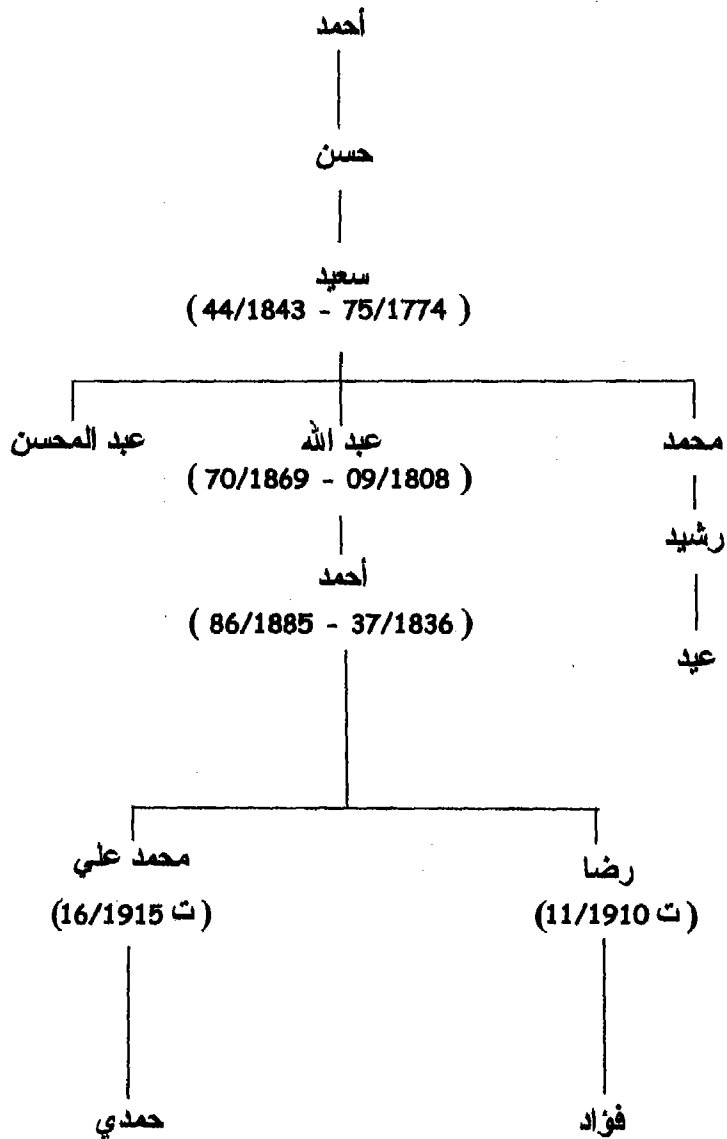 أحمد
حسن
سعيد
( 44/1843 - 75/1774 )
محمد
عبد الله
عبد المحسن
( 70/1869 - 09/1808 )
رشيد
أحمد
( 86/1885 - 37/1836 )
عيد
رضا
محمد علي
(ت 11/1910)
(ت 16/1915)
فؤاد
حمدي